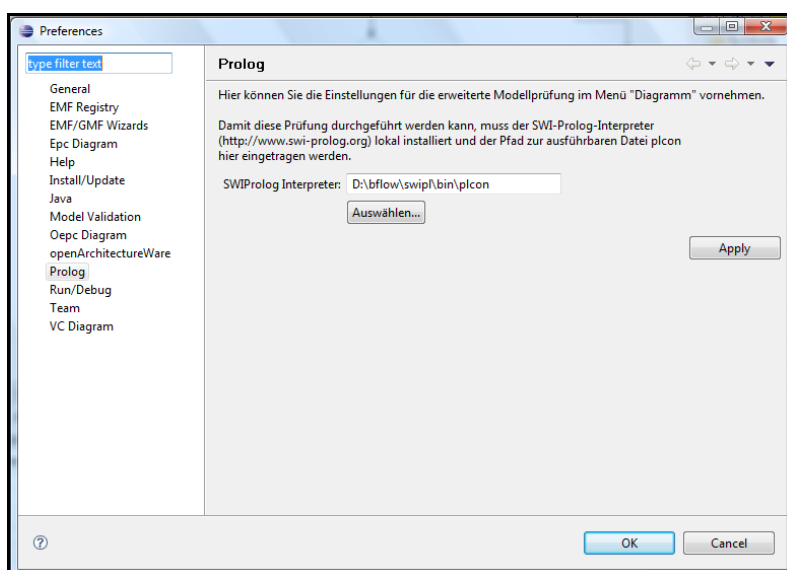 Preferences
type filter text
General
EMF Registry
EMF/GMF Wizards
Epc Diagram
Help
Install/Update
Java
Model Validation
Oepc Diagram
openArchitectureWare
Prolog
Run/Debug
Team
VC Diagram
Prolog
Hier können Sie die Einstellungen für die erweiterte Modellprüfung im Menü "Diagramm" vornehmen.
Damit diese Prüfung durchgeführt werden kann, muss der SWI-Prolog-Interpreter
(http://www.swi-prolog.org) lokal installiert und der Pfad zur ausführbaren Datei plcon
hier eingetragen werden.
SWIProlog Interpreter: D:\bflow\swipl\bin\plcon
Auswählen...
Apply
OK Cancel